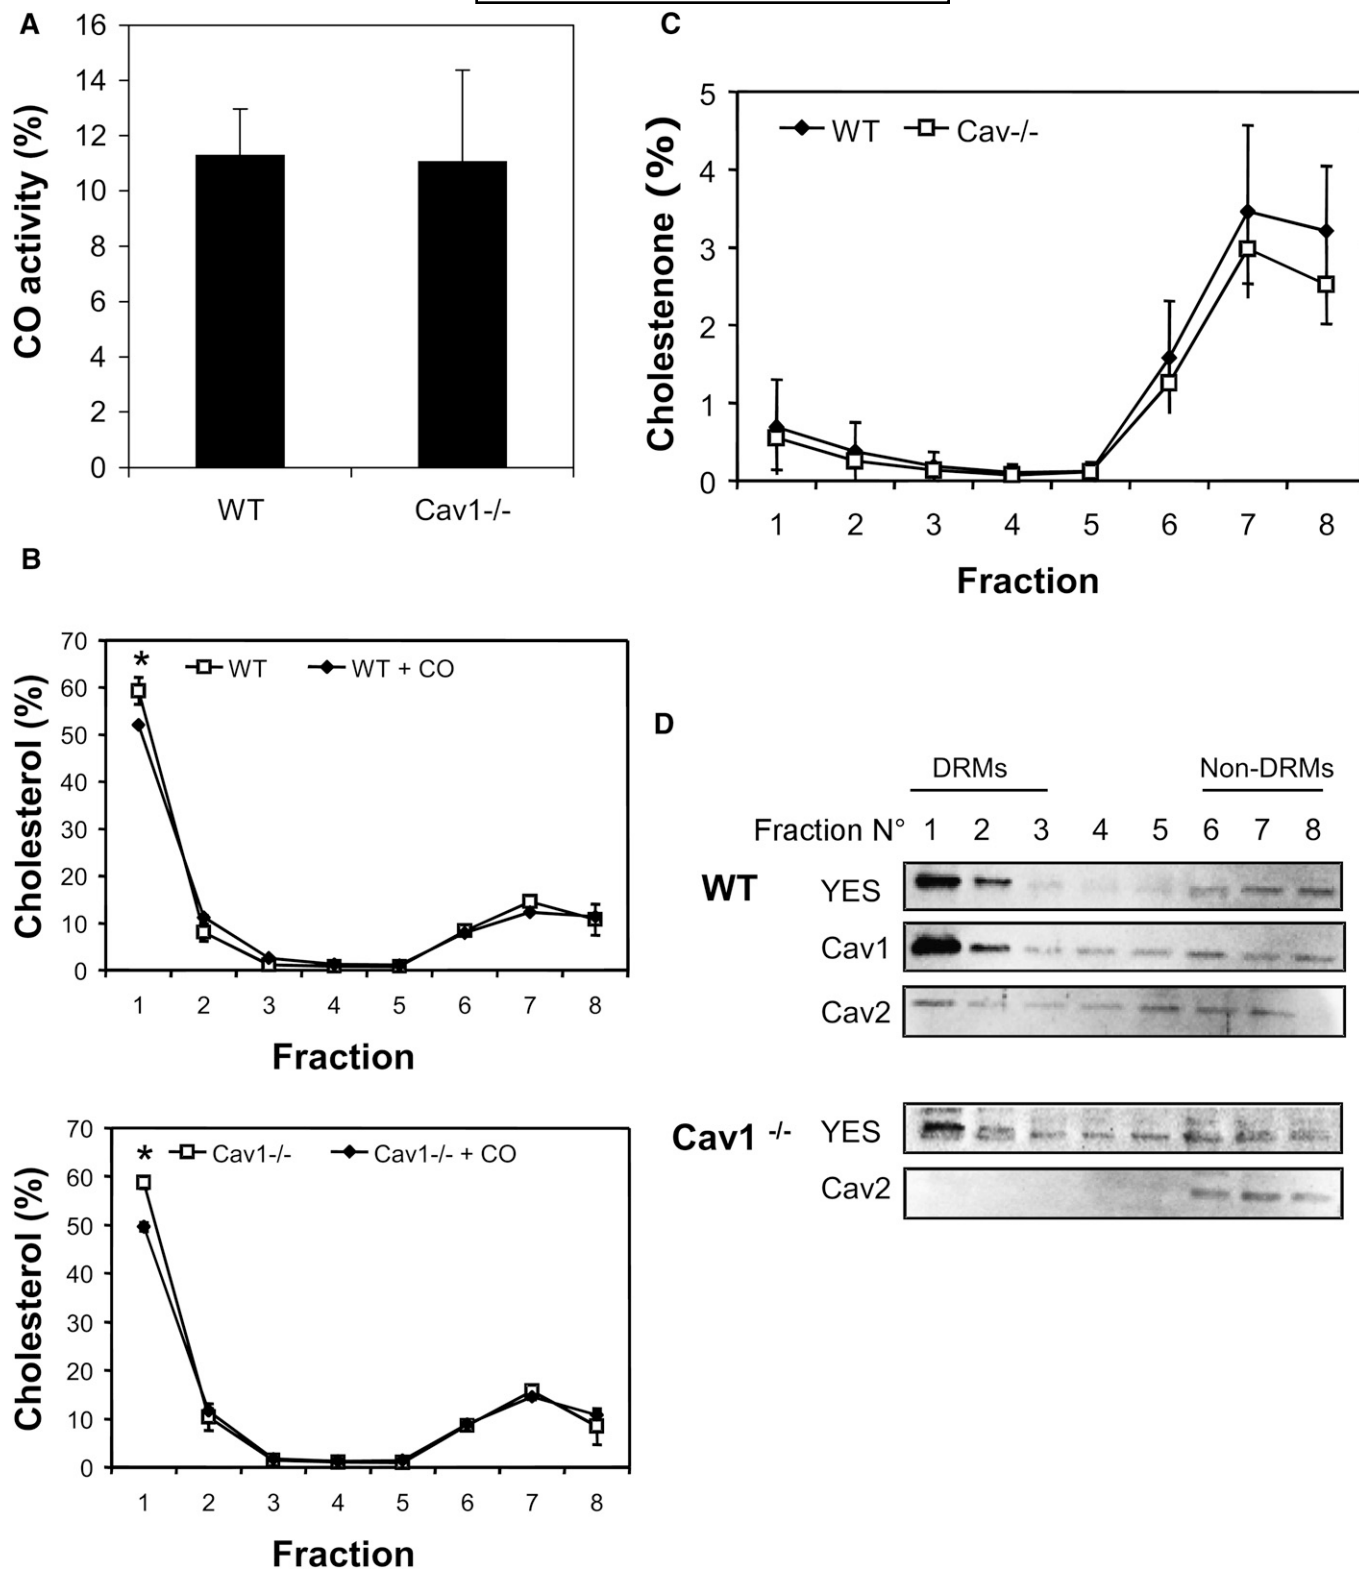 A
16
14
12
10
8
6
4
2
0
CO activity (%)
WT Cav1-/-
C
5
4
3
2
1
0
Cholestenone (%)
WT Cav-/-
1 2 3 4 5 6 7 8
Fraction
B
70
60
50
40
30
20
10
0
Cholesterol (%)
* WT WT + CO
1 2 3 4 5 6 7 8
Fraction
70
60
50
40
30
20
10
0
Cholesterol (%)
* Cav1-/- Cav1-/- + CO
1 2 3 4 5 6 7 8
Fraction
D
DRMs Non-DRMs
Fraction N° 1 2 3 4 5 6 7 8
WT YES
Cav1
Cav2
Cav1 -/- YES
Cav2